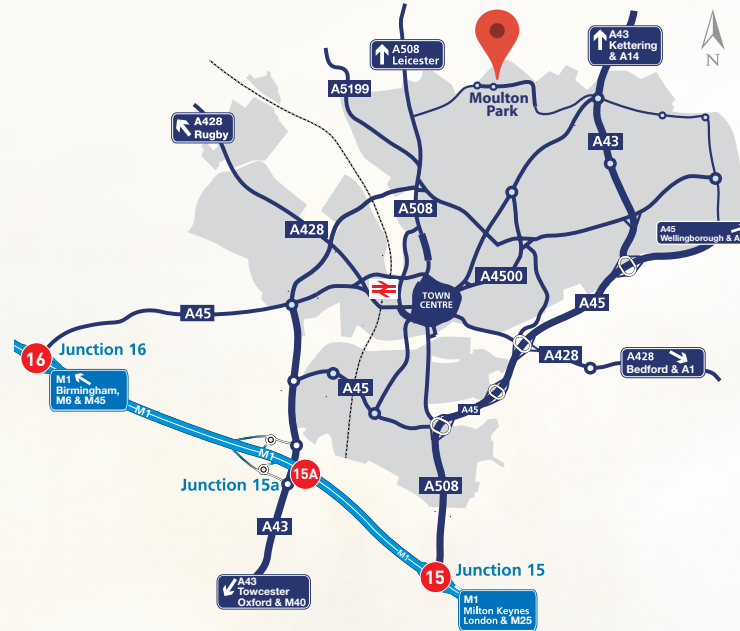 A43
Kettering
& A14
N
A508
Leicester
A5199
Moulton
Park
A428
Rugby
A43
A508
A428
A45
Wellingborough & A
A4500
TOWN
CENTRE
A45
A45
16
Junction 16
A428
A428
Bedford & A1
M1
Birmingham,
M6 & M45
A45
A45
M1
M1
15A
Junction 15a
A508
A43
M1
15
Junction 15
A43
Towcester
Oxford & M40
M1
Milton Keynes
London & M25